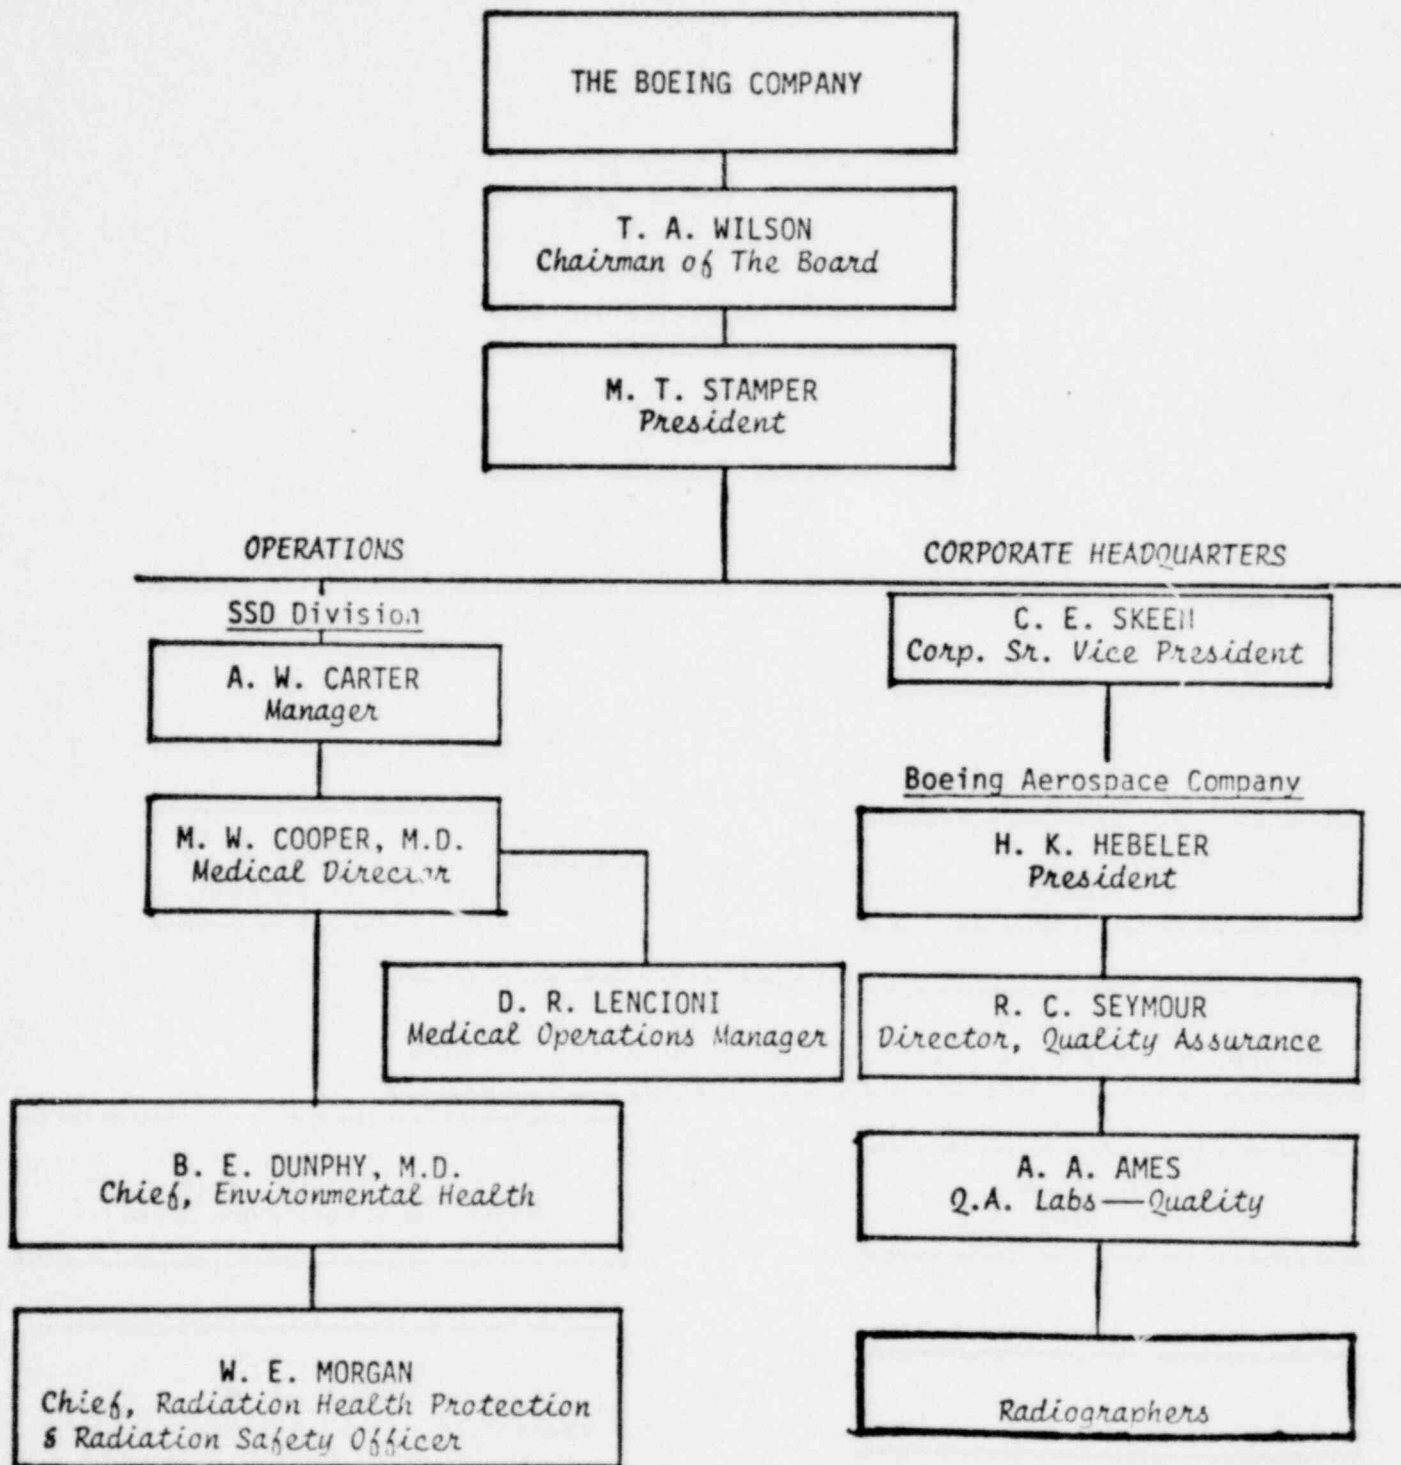 THE BOEING COMPANY
T. A. WILSON
Chairman of The Board
M. T. STAMPER
President
OPERATIONS
SSD Division
A. W. CARTER
Manager
M. W. COOPER, M.D.
Medical Director
D. R. LENCIONI
Medical Operations Manager
B. E. DUNPHY, M.D.
Chief, Environmental Health
W. E. MORGAN
Chief, Radiation Health Protection
& Radiation Safety Officer
CORPORATE HEADQUARTERS
C. E. SKEEN
Corp. Sr. Vice President
Boeing Aerospace Company
H. K. HEBELER
President
R. C. SEYMOUR
Director, Quality Assurance
A. A. AMES
Q.A. Labs—Quality
Radiographers